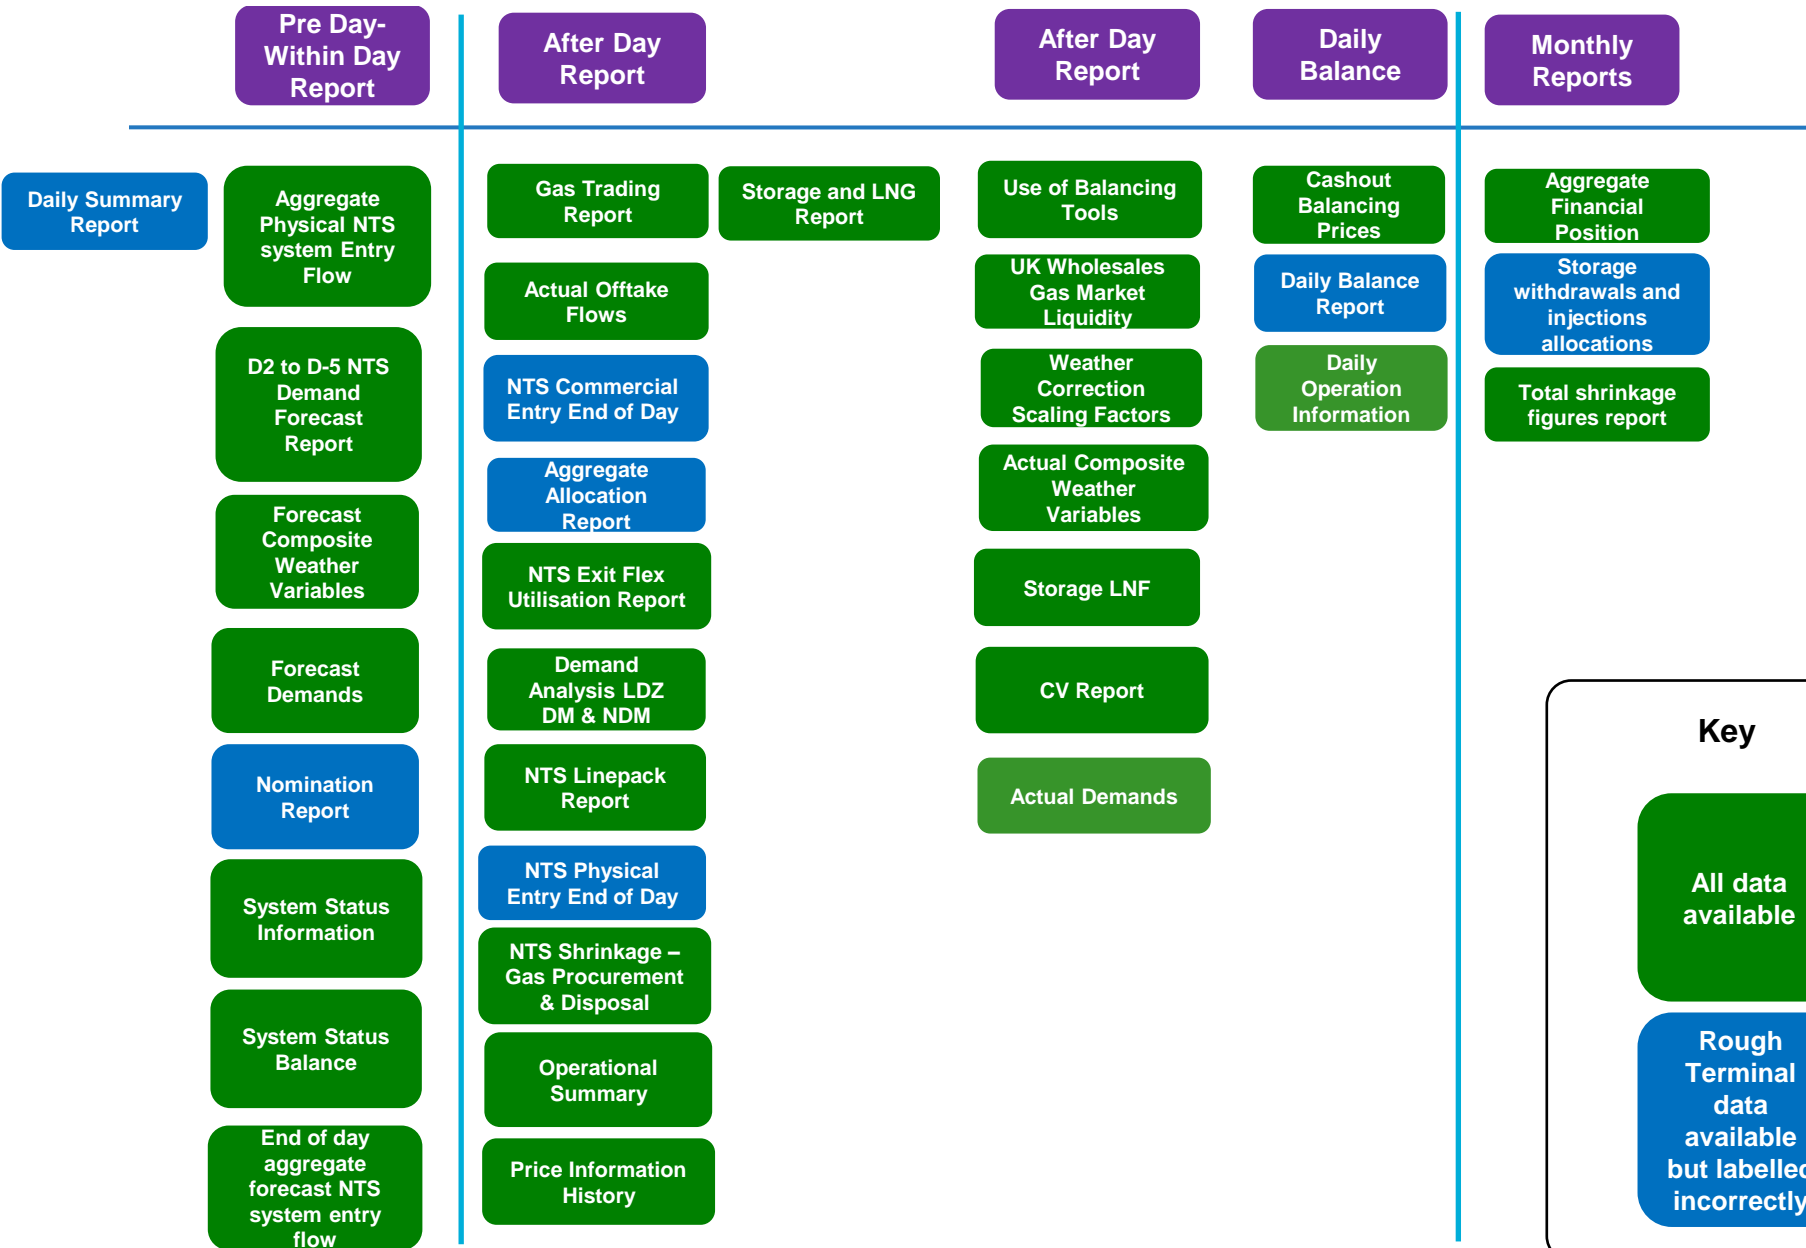 Pre Day-
Within Day
Report
After Day
Report
After Day
Report
Daily
Balance
Monthly
Reports
Daily Summary
Report
Aggregate
Physical NTS
system Entry
Flow
D2 to D-5 NTS
Demand
Forecast
Report
Forecast
Composite
Weather
Variables
Forecast
Demands
Nomination
Report
System Status
Information
System Status
Balance
End of day
aggregate
forecast NTS
system entry
flow
Gas Trading
Report
Actual Offtake
Flows
NTS Commercial
Entry End of Day
Aggregate
Allocation
Report
NTS Exit Flex
Utilisation Report
Demand
Analysis LDZ
DM & NDM
NTS Linepack
Report
NTS Physical
Entry End of Day
NTS Shrinkage –
Gas Procurement
& Disposal
Operational
Summary
Price Information
History
Storage and LNG
Report
Use of Balancing
Tools
UK Wholesales
Gas Market
Liquidity
Weather
Correction
Scaling Factors
Actual Composite
Weather
Variables
Storage LNF
CV Report
Actual Demands
Cashout
Balancing
Prices
Daily Balance
Report
Daily
Operation
Information
Aggregate
Financial
Position
Storage
withdrawals and
injections
allocations
Total shrinkage
figures report
Key
All data
available
Rough
Terminal
data
available
but labelled
incorrectly